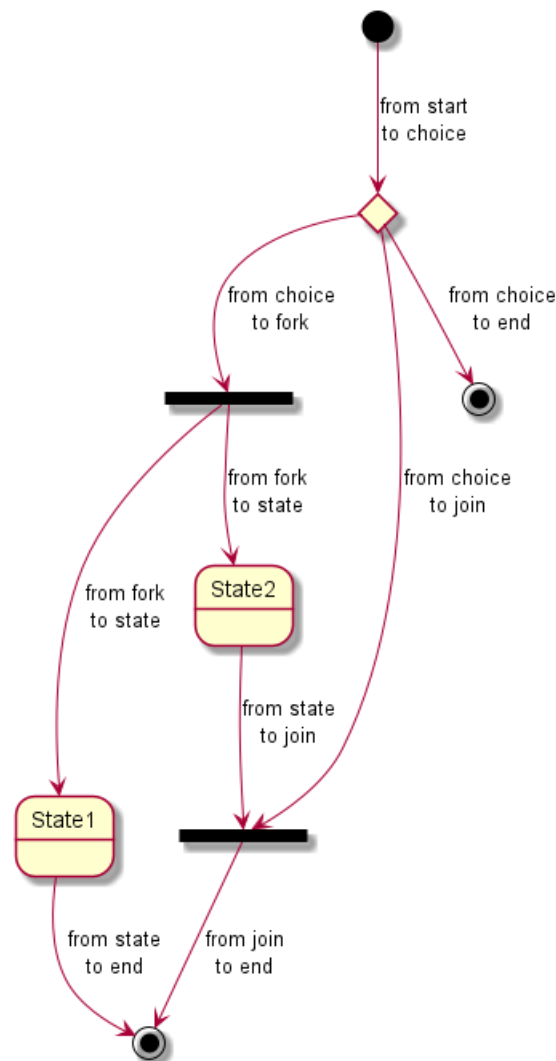 from start
to choice
from choice
to fork
from choice
to end
from fork
to state
from choice
to join
State2
from fork
to state
from state
to join
State1
from state
to end
from join
to end